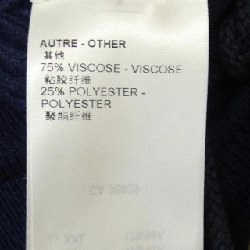 AUTRE - OTHER
其他
75% VISCOSE - VISCOSE
粘胶纤维
25% POLYESTER -
POLYESTER
聚酯纤维